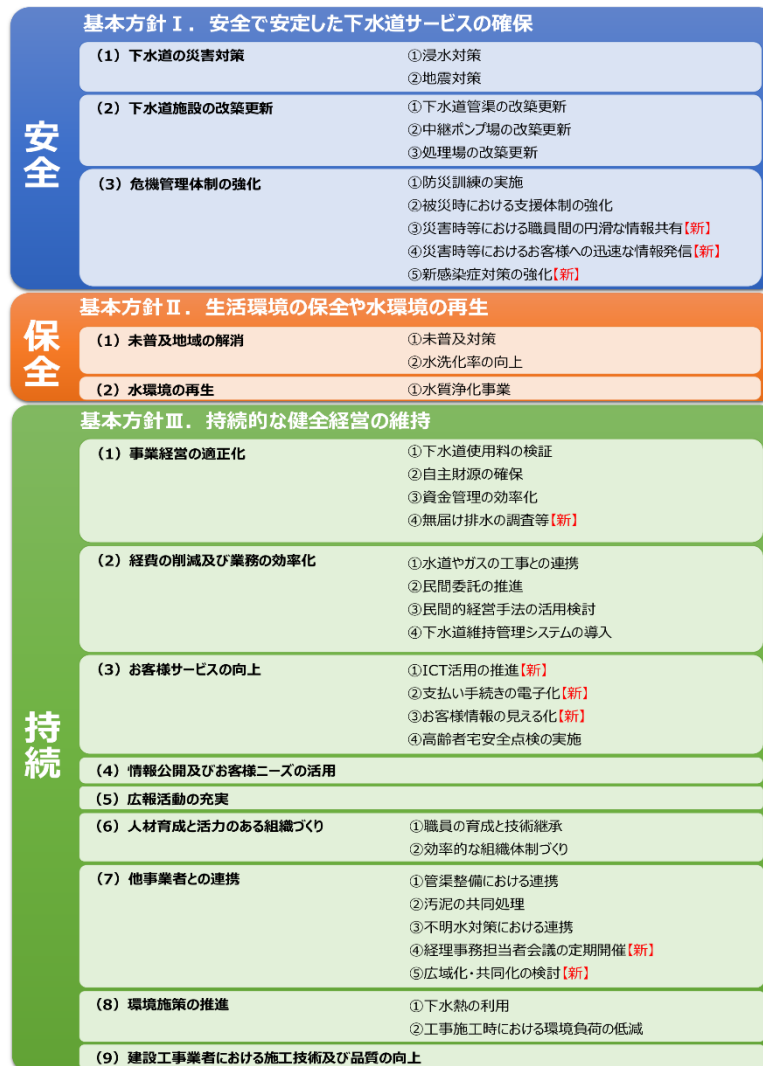 基本方針Ⅰ．安全で安定した下水道サービスの確保
安全
（1）下水道の災害対策
①浸水対策
②地震対策
（2）下水道施設の改築更新
①下水道管渠の改築更新
②中継ポンプ場の改築更新
③処理場の改築更新
（3）危機管理体制の強化
①防災訓練の実施
②被災時における支援体制の強化
③災害時等における職員間の円滑な情報共有【新】
④災害時等におけるお客様への迅速な情報発信【新】
⑤新感染症対策の強化【新】
基本方針Ⅱ．生活環境の保全や水環境の再生
保全
（1）未普及地域の解消
①未普及対策
②水洗化率の向上
（2）水環境の再生
①水質浄化事業
基本方針Ⅲ．持続的な健全経営の維持
持続
（1）事業経営の適正化
①下水道使用料の検証
②自主財源の確保
③資金管理の効率化
④無届け排水の調査等【新】
（2）経費の削減及び業務の効率化
①水道やガスの工事との連携
②民間委託の推進
③民間的経営手法の活用検討
④下水道維持管理システムの導入
（3）お客様サービスの向上
①ICT活用の推進【新】
②支払い手続きの電子化【新】
③お客様情報の見える化【新】
④高齢者宅安全点検の実施
（4）情報公開及びお客様ニーズの活用
（5）広報活動の充実
（6）人材育成と活力のある組織づくり
①職員の育成と技術継承
②効率的な組織体制づくり
（7）他事業者との連携
①管渠整備における連携
②汚泥の共同処理
③不明水対策における連携
④経理事務担当者会議の定期開催【新】
⑤広域化・共同化の検討【新】
（8）環境施策の推進
①下水熱の利用
②工事施工時における環境負荷の低減
（9）建設工事業者における施工技術及び品質の向上